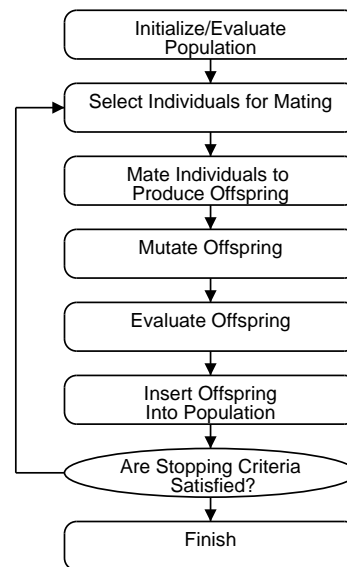 Initialize/Evaluate
Population
Select Individuals for Mating
Mate Individuals to
Produce Offspring
Mutate Offspring
Evaluate Offspring
Insert Offspring
Into Population
Are Stopping Criteria
Satisfied?
Finish